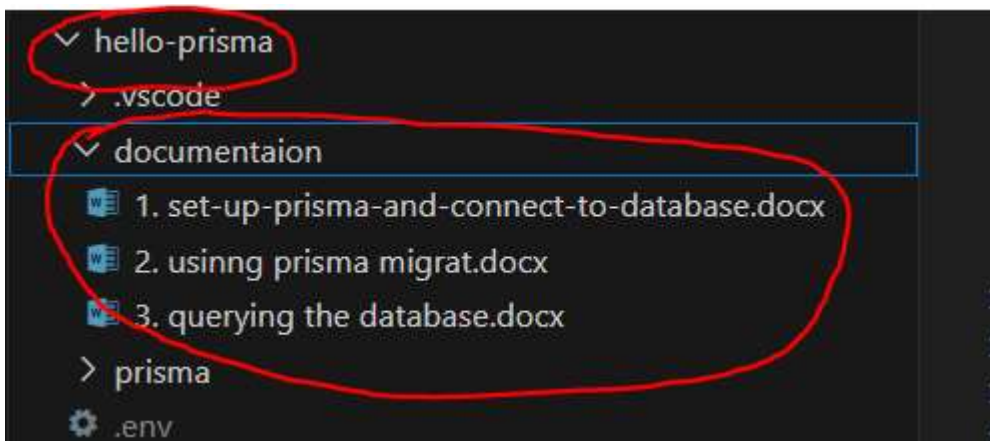 hello-prisma
.vscode
documentaion
1. set-up-prisma-and-connect-to-database.docx
2. usinng prisma migrat.docx
3. querying the database.docx
prisma
.env